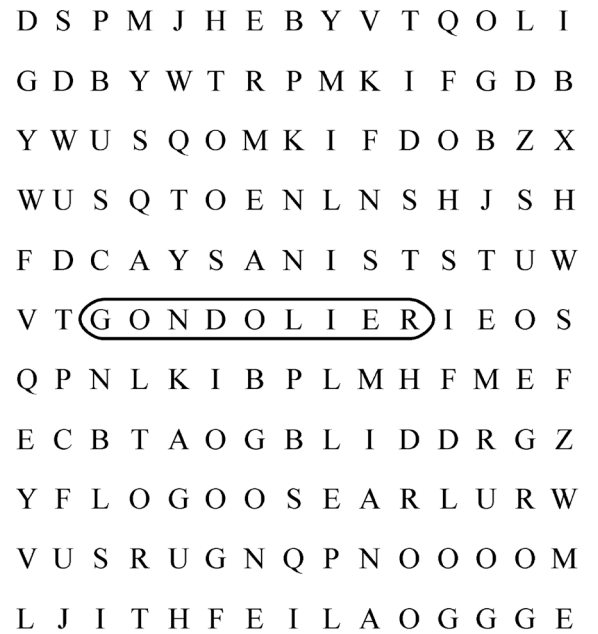 D S P M J H E B Y V T Q O L I
G D B Y W T R P M K I F G D B
Y W U S Q O M K I F D O B Z X
W U S Q T O E N L N S H J S H
F D C A Y S A N I S T S T U W
V T G O N D O L I E R I E O S
Q P N L K I B P L M H F M E F
E C B T A O G B L I D D R G Z
Y F L O G O O S E A R L U R W
V U S R U G N Q P N O O O O M
L J I T H F E I L A O G G G E